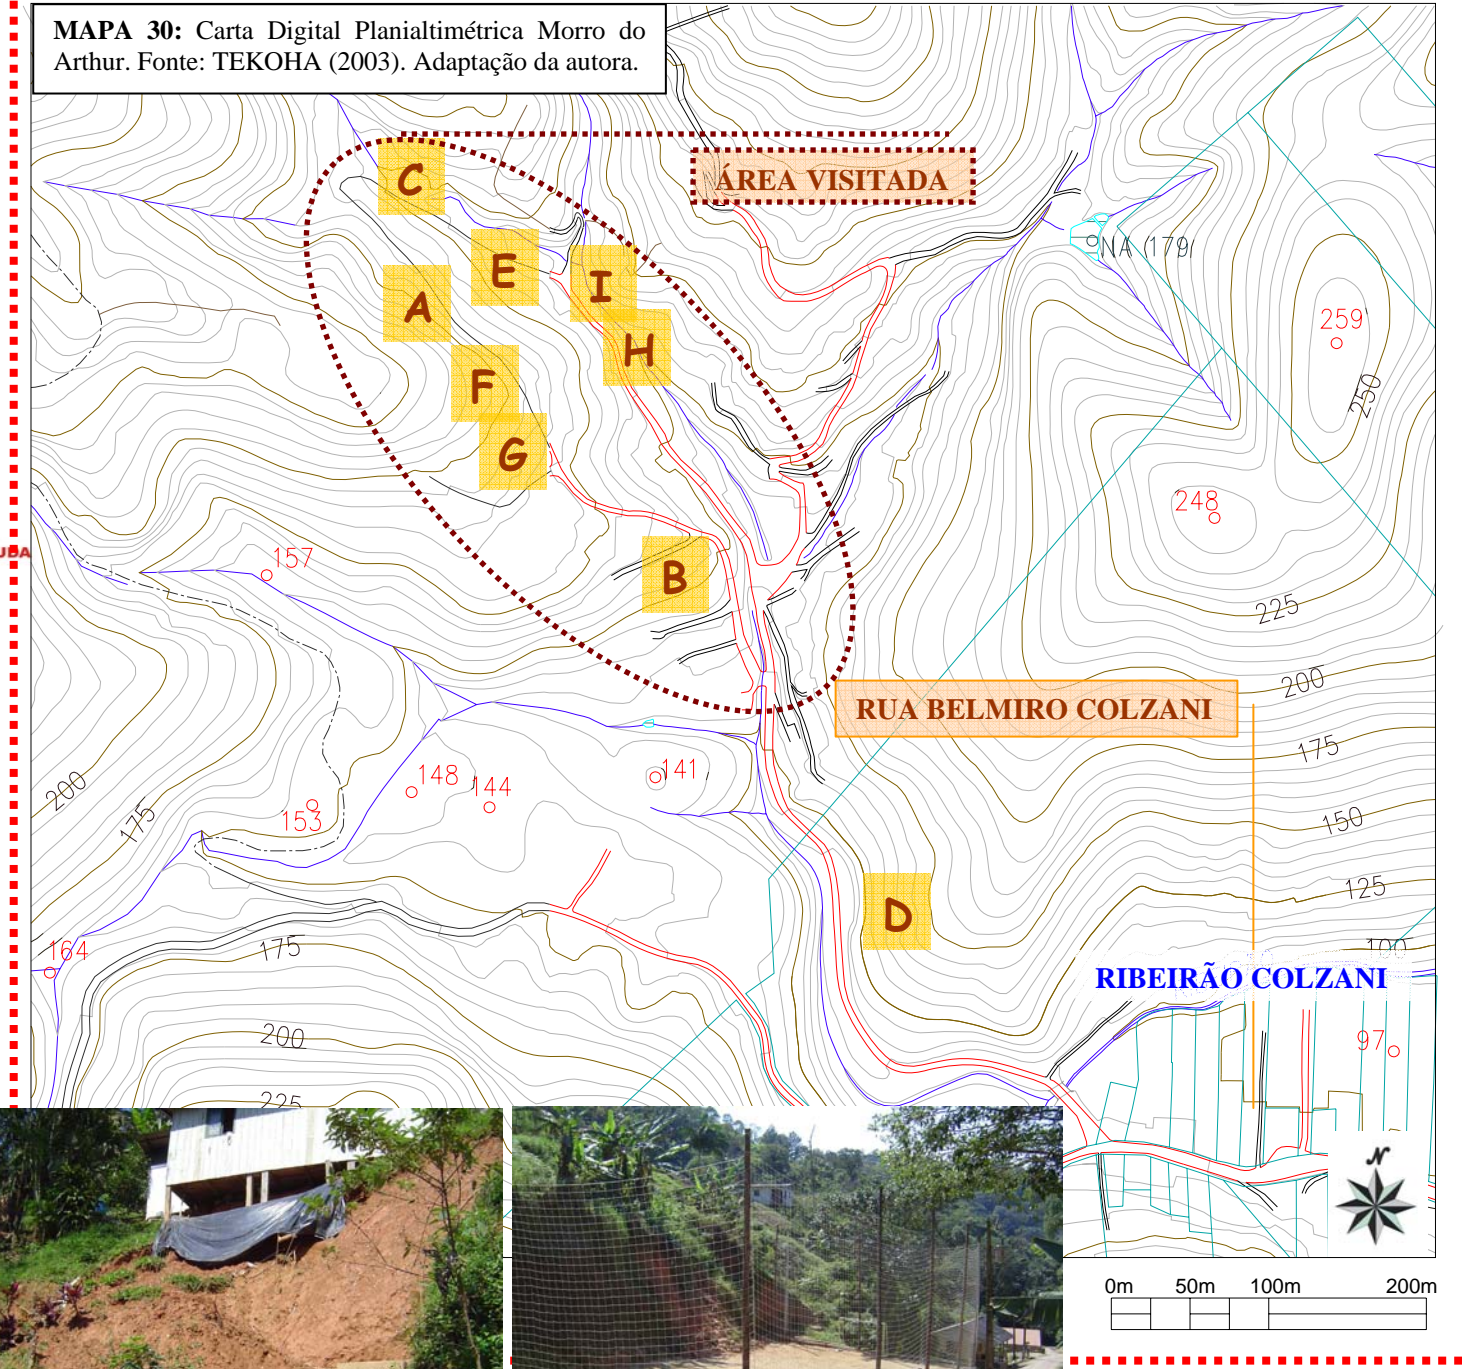 MAPA 30: Carta Digital Planialtimétrica Morro do
Arthur. Fonte: TEKOHA (2003). Adaptação da autora.
C
ÁREA VISITADA
E
I
A
NA (179)
H
259
F
250
G
248
157
B
225
200
RUA BELMIRO COLZANI
175
200
148
144
141
175
153
150
125
D
164
175
100
RIBEIRÃO COLZANI
200
97
225
N
0m 50m 100m 200m